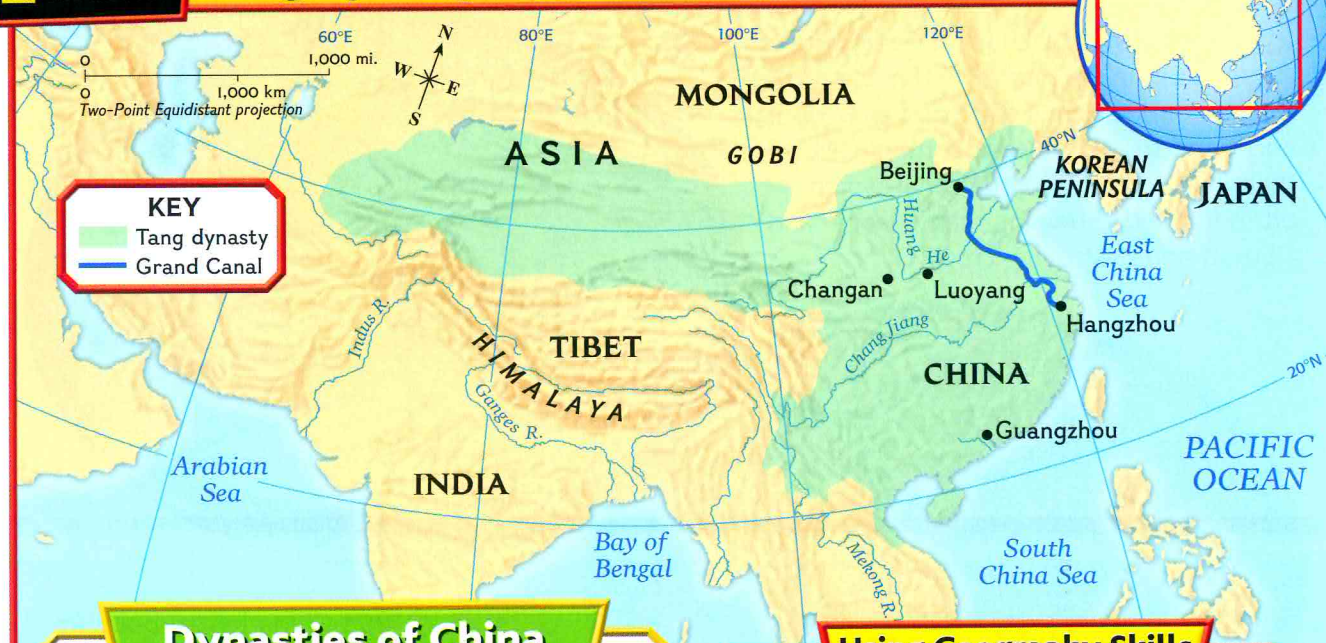 60°E
80°E
100°E
120°E
0
1,000 mi.
0
1,000 km
Two-Point Equidistant projection
N
W
E
S
MONGOLIA
ASIA
GOBI
40°N
KOREAN
PENINSULA
JAPAN
Beijing
KEY
Tang dynasty
Grand Canal
Huang
He
East
China
Sea
Changan
Luoyang
Hangzhou
Indus R.
TIBET
HIMALAYA
Chang Jiang
CHINA
20°N
Ganges R.
Guangzhou
PACIFIC
OCEAN
Arabian
Sea
INDIA
Bay of
Bengal
South
China Sea
Mekong R.
Dynasties of China
Using Geography Skills